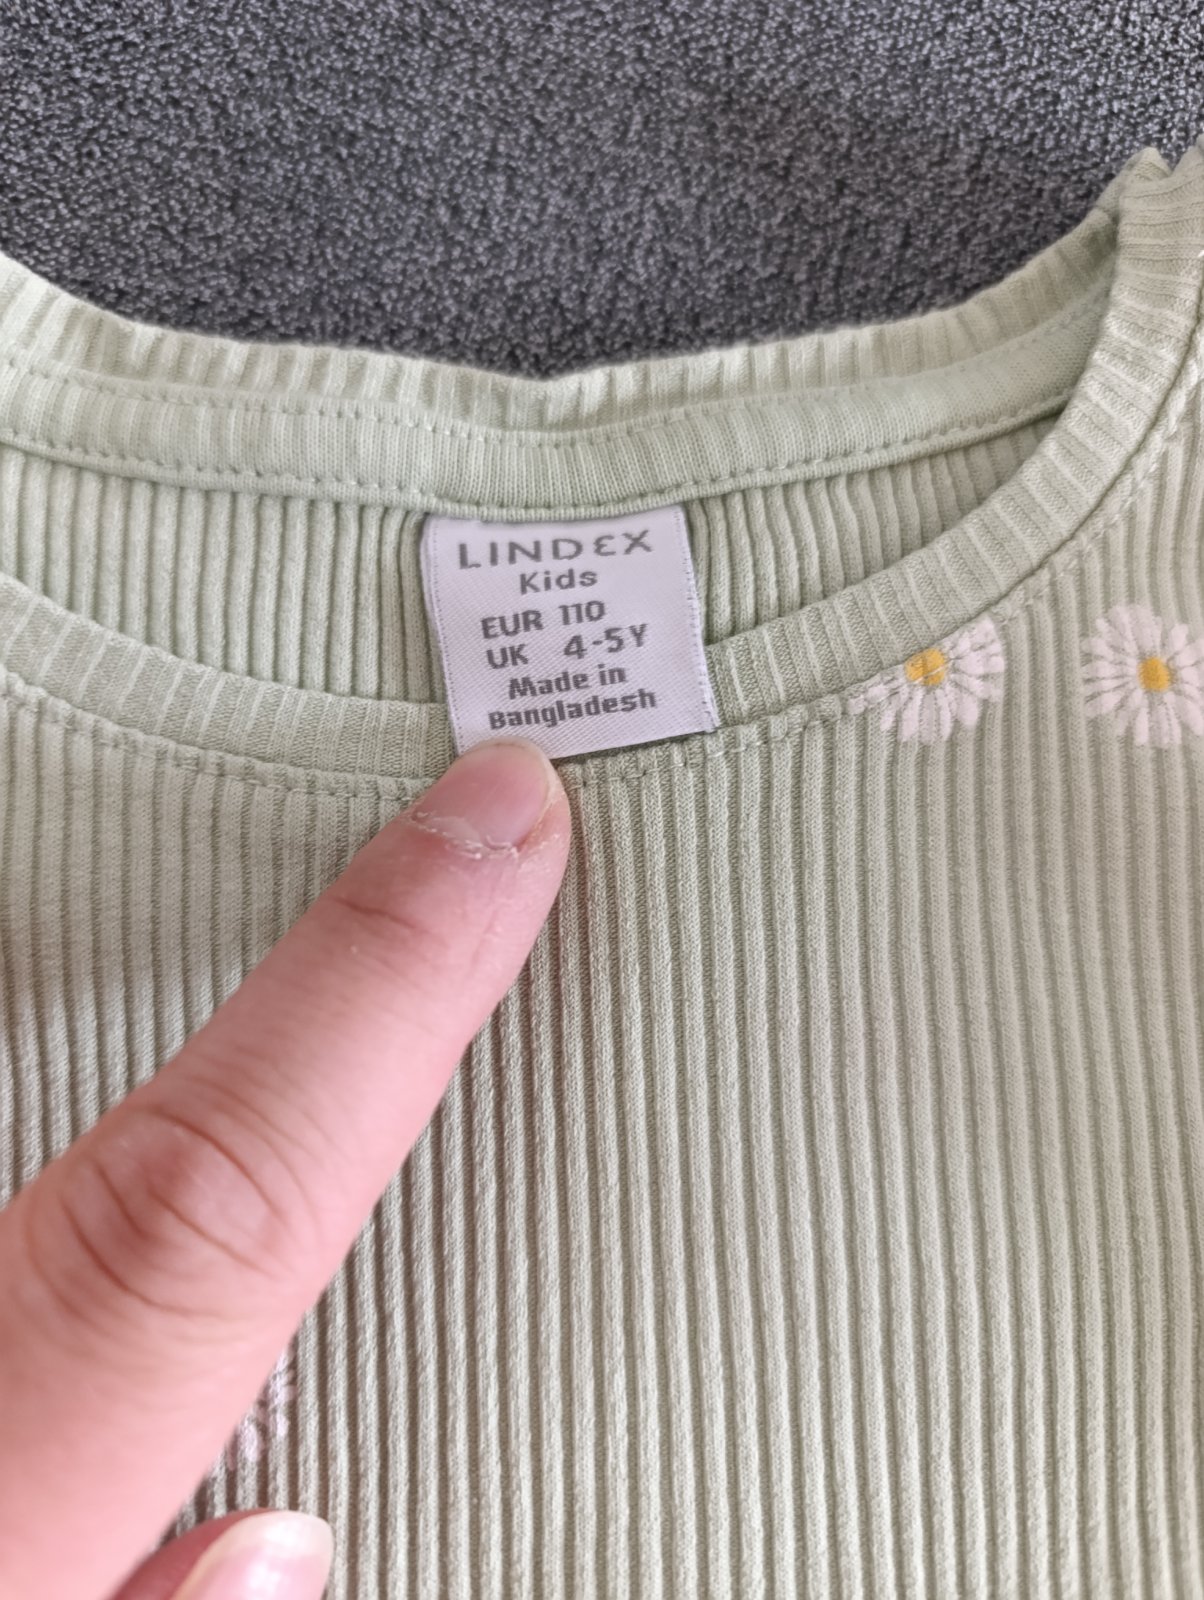 LINDEX
Kids
EUR 110
UK 4-5Y
Made in
Bangladesh